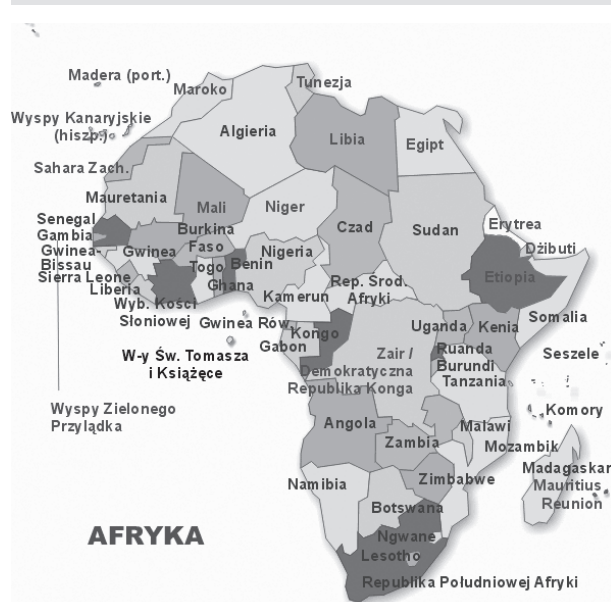 Madera (port.)
Maroko
Tunezja
Wyspy Kanaryjskie
(hiszp.)
Algieria
Libia
Egipt
Sahara Zach.
Mauretania
Mali
Niger
Czad
Sudan
Erytrea
Senegal
Gambia
Gwinea-
Bissau
Gwinea
Burkina
Faso
Dżibuti
Sierra Leone
Liberia
Togo
Benin
Ghana
Nigeria
Etiopia
Wyb. Kości
Słoniowej
Kamerun
Rep. Środ.
Afryki
Somalia
Gwinea Rów.
Gabon
Kongo
Uganda
Kenia
W-y Św. Tomasza
i Książęce
Zair /
Demokratyczna
Republika Konga
Ruanda
Burundi
Tanzania
Seszele
Wyspy Zielonego
Przylądka
Angola
Zambia
Malawi
Mozambik
Komory
Namibia
Zimbabwe
Madagaskar
Mauritius
Reunion
Botswana
AFRYKA
Ngwane
Lesotho
Republika Południowej Afryki